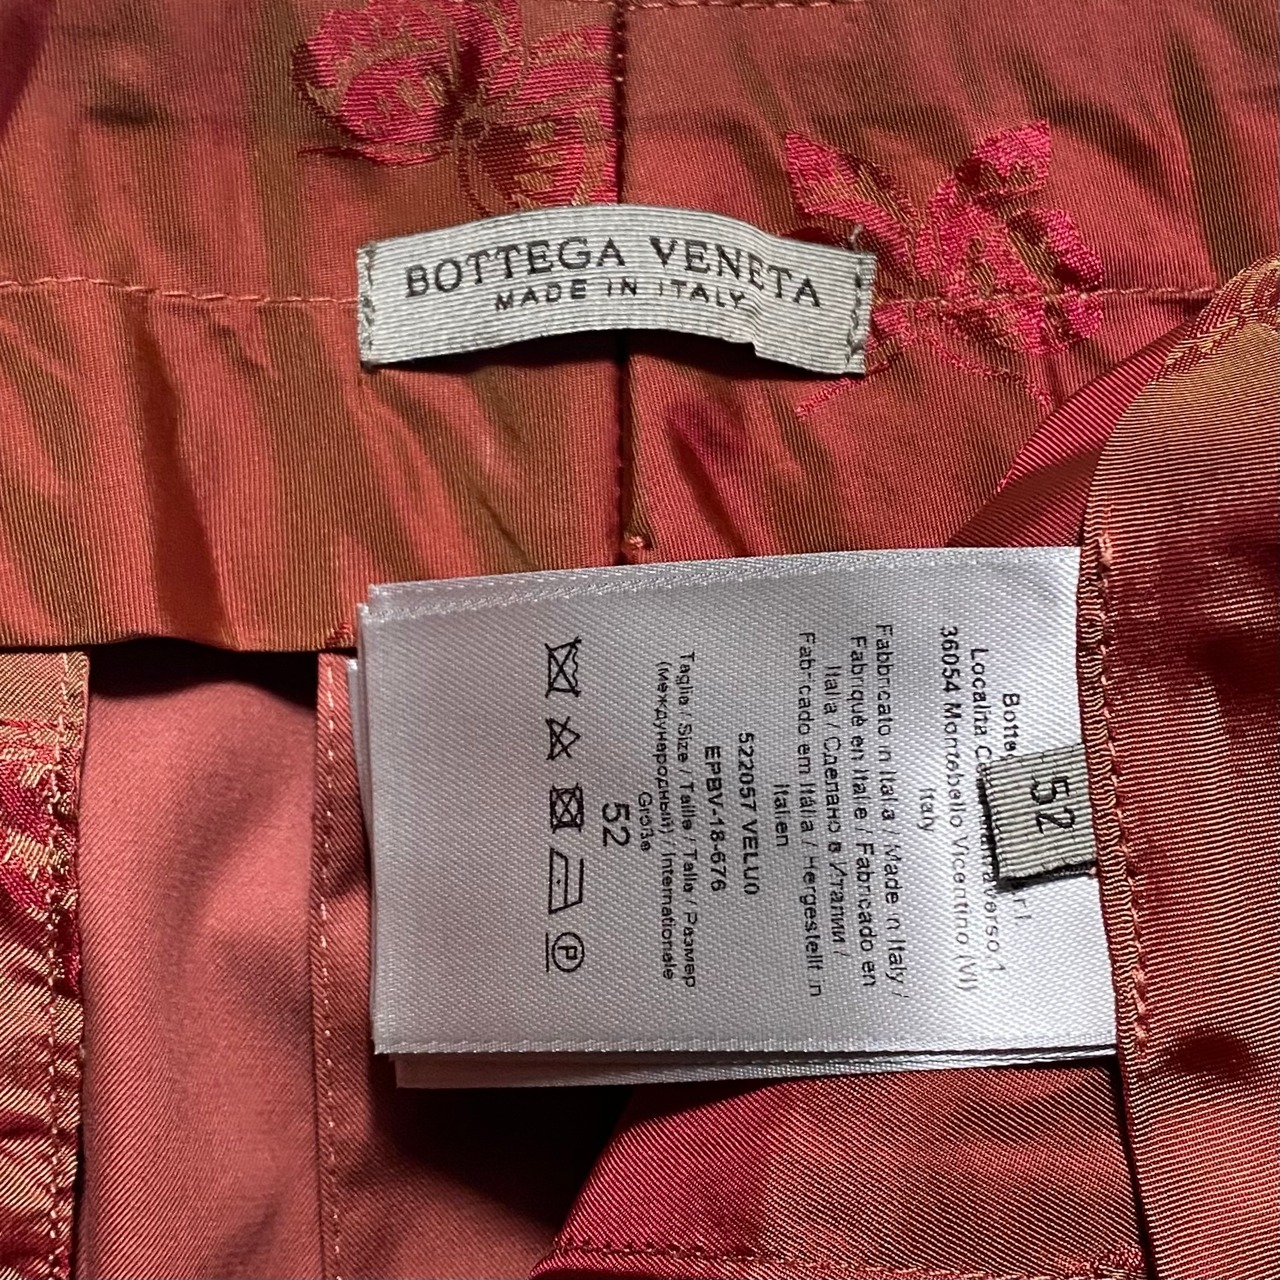 BOTTEGA VENETA
MADE IN ITALY
52
36054 Montebello Vicentino (VI)
Italy
Fabbricato in Italia / Made in Italy /
Fabriqué en Italie / Fabricado en
Italia / Сделано в Италии /
Fabricado em Itália / Hergestellt in
Italien
522057 VELU0
EPBV-18-676
Taglia / Size / Taille / Talla / Размер
(международный) / Internationale
Größe
52
P